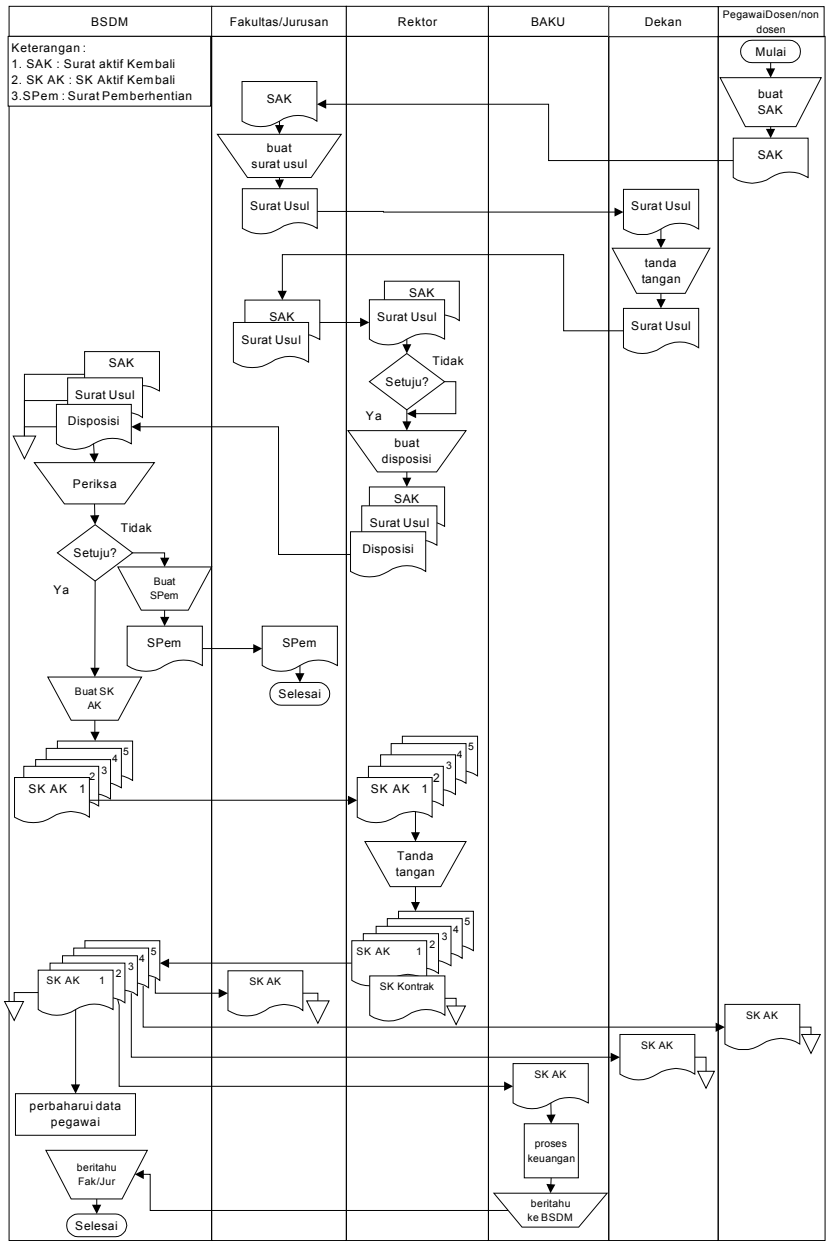 BSDM
Fakultas/Jurusan
Rektor
BAKU
Dekan
PegawaiDosen/non
dosen
Keterangan :
1. SAK : Surat aktif Kembali
2. SK AK : SK Aktif Kembali
3.SPem : Surat Pemberhentian
Mulai
buat
SAK
SAK
SAK
buat
surat usul
Surat Usul
Surat Usul
tanda
tangan
Surat Usul
SAK
Surat Usul
SAK
Surat Usul
Setuju?
Tidak
Ya
buat
disposisi
SAK
Surat Usul
Disposisi
SAK
Surat Usul
Disposisi
Periksa
Setuju?
Tidak
Ya
Buat
SPem
SPem
SPem
Selesai
Buat SK
AK
5
4
3
2
SK AK 1
5
4
3
2
SK AK 1
Tanda
tangan
5
4
3
2
SK AK 1
SK Kontrak
5
4
3
2
SK AK 1
SK AK
SK AK
SK AK
SK AK
perbaharui data
pegawai
proses
keuangan
beritahu
ke BSDM
beritahu
Fak/Jur
Selesai